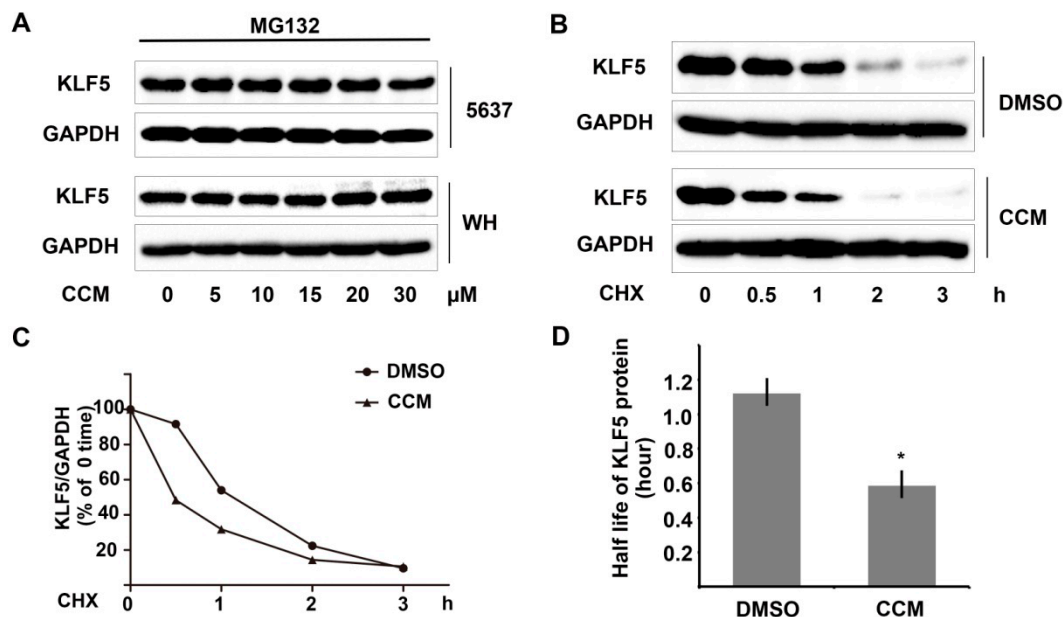 A
MG132
KLF5
GAPDH
5637
KLF5
GAPDH
WH
CCM 0 5 10 15 20 30 μM
B
KLF5
GAPDH
DMSO
KLF5
GAPDH
CCM
CHX 0 0.5 1 2 3 h
C
DMSO
CCM
KLF5/GAPDH
(% of 0 time)
100
80
60
40
20
CHX 0 1 2 3 h
D
Half life of KLF5 protein
(hour)
1.2
1.0
0.8
0.6
0.4
0.2
*
DMSO CCM